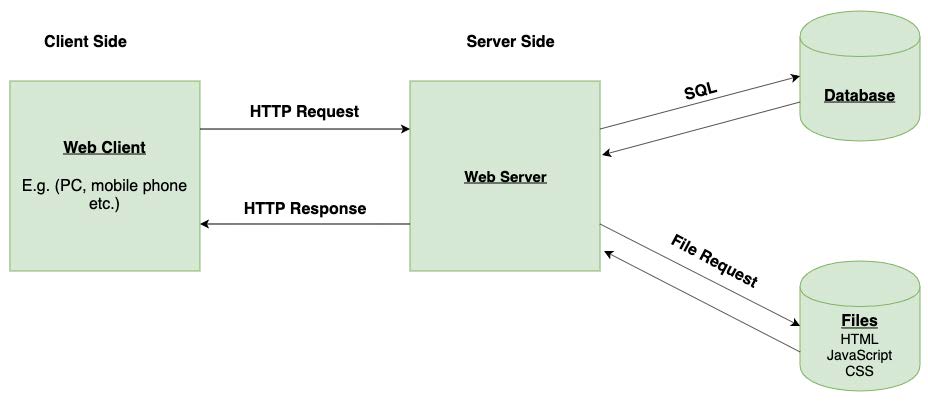 Client Side
Server Side
Web Client
E.g. (PC, mobile phone
etc.)
HTTP Request
HTTP Response
Web Server
SQL
Database
File Request
Files
HTML
JavaScript
CSS